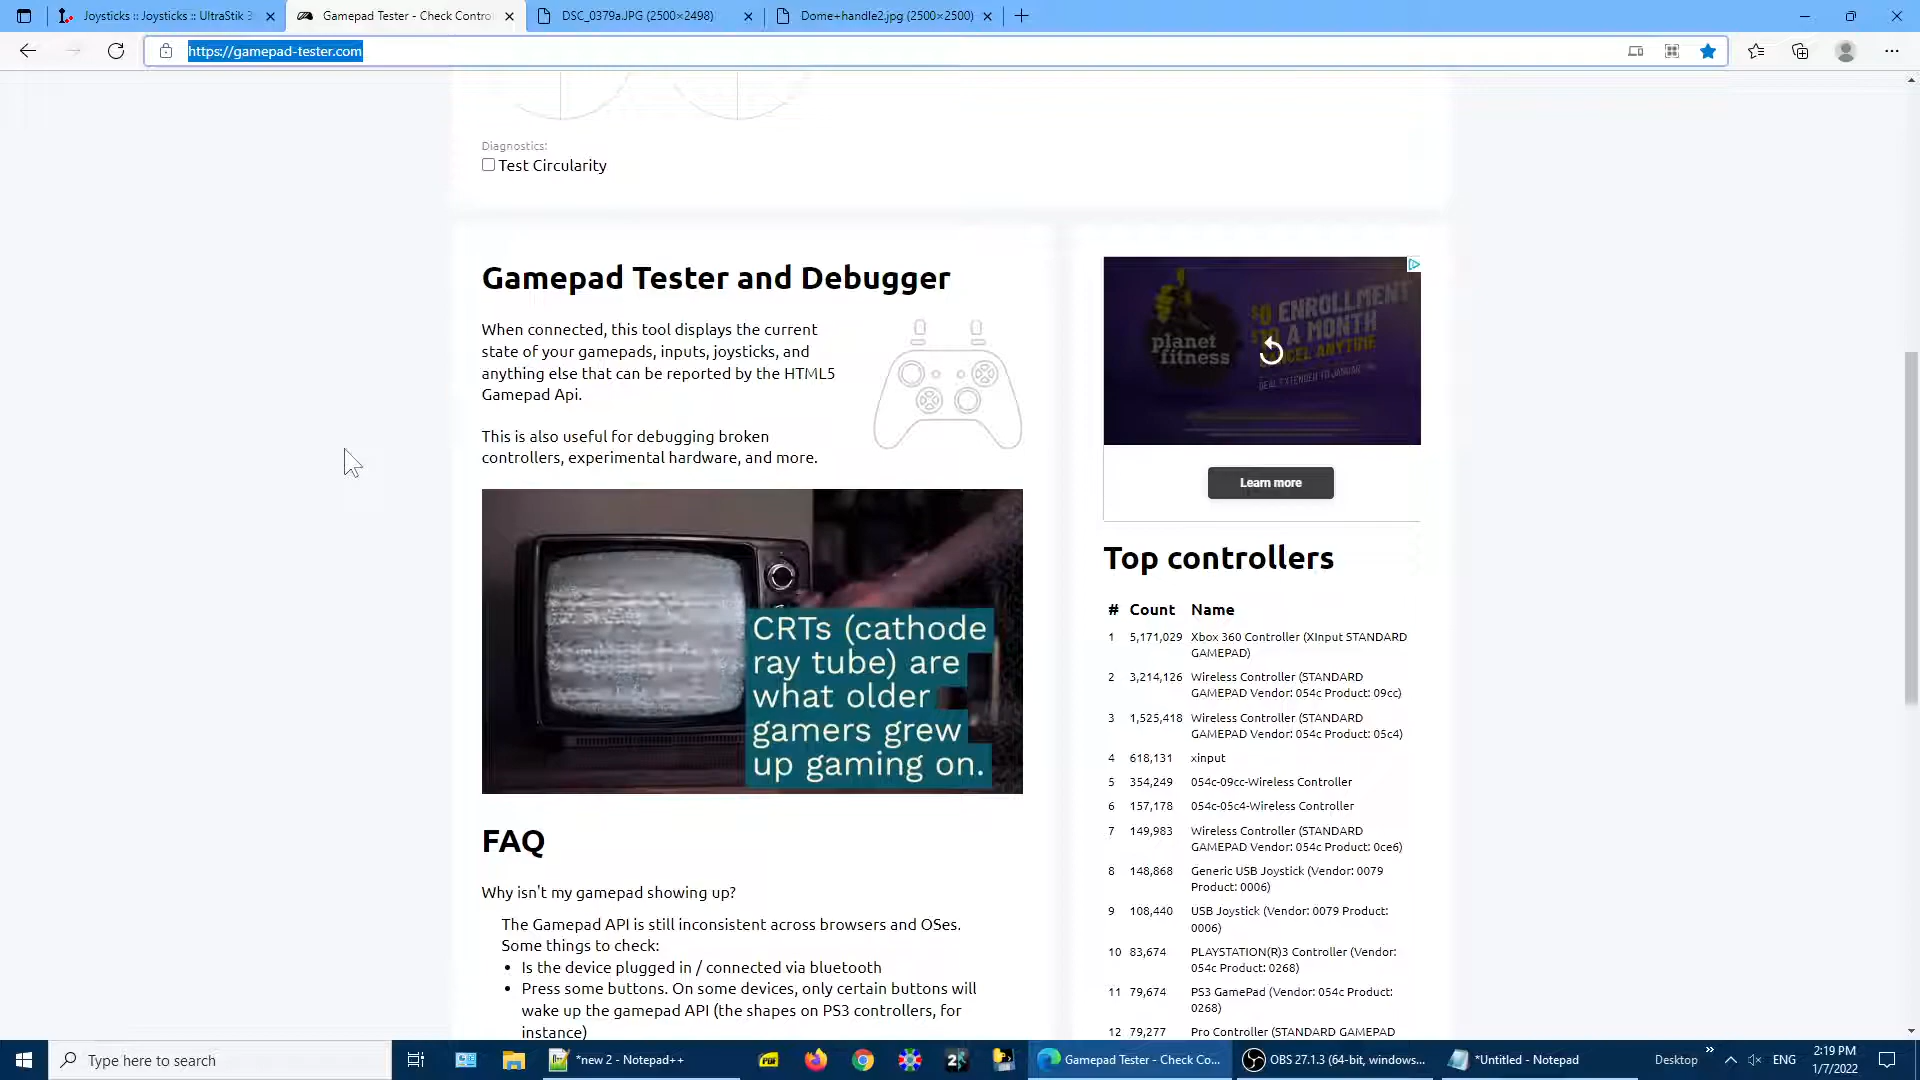 Joysticks :: Joysticks :: UltraStik 3
Gamepad Tester - Check Contro
DSC_0379a.JPG (2500×2498)
Dome+handle2.jpg (2500×2500)
https://gamepad-tester.com
Diagnostics:
Test Circularity
Gamepad Tester and Debugger
When connected, this tool displays the current
state of your gamepads, inputs, joysticks, and
anything else that can be reported by the HTML5
Gamepad Api.
This is also useful for debugging broken
controllers, experimental hardware, and more.
CRTs (cathode
ray tube) are
what older
gamers grew
up gaming on.
FAQ
Why isn't my gamepad showing up?
The Gamepad API is still inconsistent across browsers and OSes.
Some things to check:
• Is the device plugged in / connected via bluetooth
• Press some buttons. On some devices, only certain buttons will
wake up the gamepad API (the shapes on PS3 controllers, for
instance)
planet
fitness
$0 ENROLLMENT
A MONTH
CANCEL ANYTIME
DEAL EXTENDED TO JANUAR
Learn more
Top controllers
# Count Name
1 5,171,029 Xbox 360 Controller (XInput STANDARD
GAMEPAD)
2 3,214,126 Wireless Controller (STANDARD
GAMEPAD Vendor: 054c Product: 09cc)
3 1,525,418 Wireless Controller (STANDARD
GAMEPAD Vendor: 054c Product: 05c4)
4 618,131 xinput
5 354,249 054c-09cc-Wireless Controller
6 157,178 054c-05c4-Wireless Controller
7 149,983 Wireless Controller (STANDARD
GAMEPAD Vendor: 054c Product: 0ce6)
8 148,868 Generic USB Joystick (Vendor: 0079
Product: 0006)
9 108,440 USB Joystick (Vendor: 0079 Product:
0006)
10 83,674 PLAYSTATION(R)3 Controller (Vendor:
054c Product: 0268)
11 79,674 PS3 GamePad (Vendor: 054c Product:
0268)
12 79,277 Pro Controller (STANDARD GAMEPAD
Type here to search
*new 2 - Notepad++
Gamepad Tester - Check Co...
OBS 27.1.3 (64-bit, windows...
*Untitled - Notepad
Desktop
ENG
2:19 PM
1/7/2022